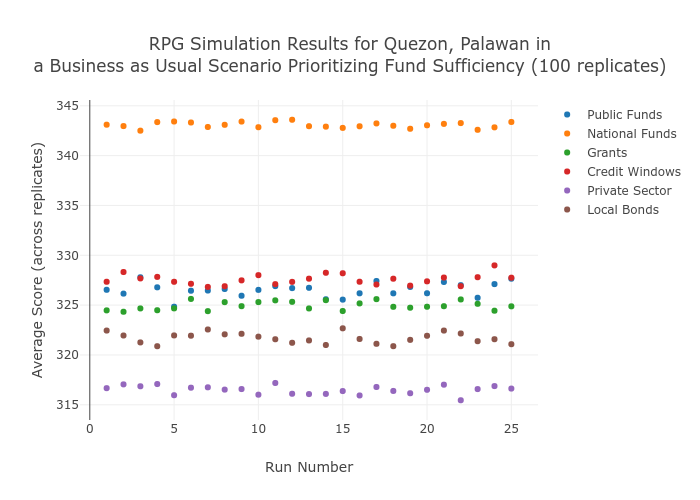 RPG Simulation Results for Quezon, Palawan in
a Business as Usual Scenario Prioritizing Fund Sufficiency (100 replicates)
345
340
335
330
325
320
315
Average Score (across replicates)
0
5
10
15
20
25
Run Number
Public Funds
National Funds
Grants
Credit Windows
Private Sector
Local Bonds